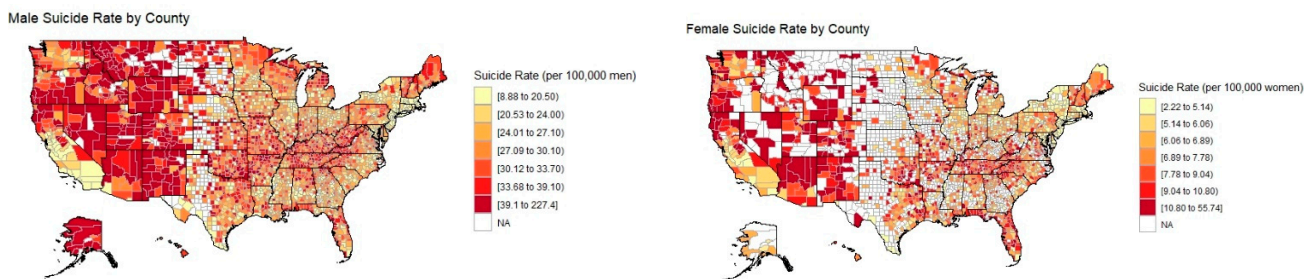 Male Suicide Rate by County
Suicide Rate (per 100,000 men)
[8.88 to 20.50)
[20.53 to 24.00)
[24.01 to 27.10)
[27.09 to 30.10)
[30.12 to 33.70)
[33.68 to 39.10)
[39.1 to 227.4]
NA
Female Suicide Rate by County
Suicide Rate (per 100,000 women)
[2.22 to 5.14)
[5.14 to 6.06)
[6.06 to 6.89)
[6.89 to 7.78)
[7.78 to 9.04)
[9.04 to 10.80)
[10.80 to 55.74]
NA